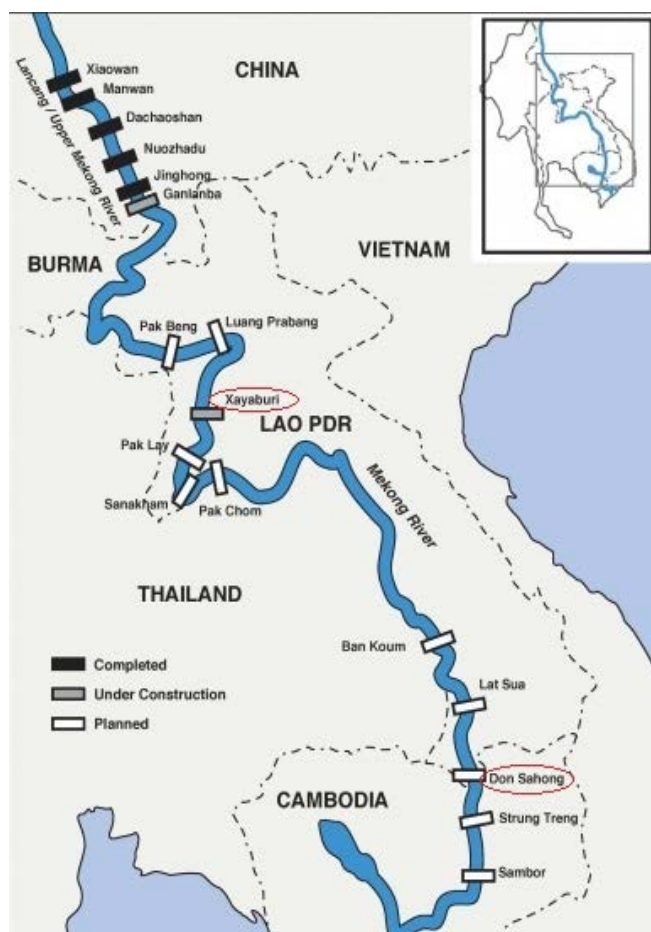 CHINA
Xiaowan
Manwan
Dachaoshan
Nuozhadu
Jinghong
Ganlanba
Lancang / Upper Mekong River
BURMA
VIETNAM
Pak Beng
Luang Prabang
Xayaburi
LAO PDR
Pak Lay
Sanakham
Pak Chom
Mekong River
THAILAND
Ban Koum
Completed
Under Construction
Planned
Lat Sua
Don Sahong
CAMBODIA
Strung Treng
Sambor